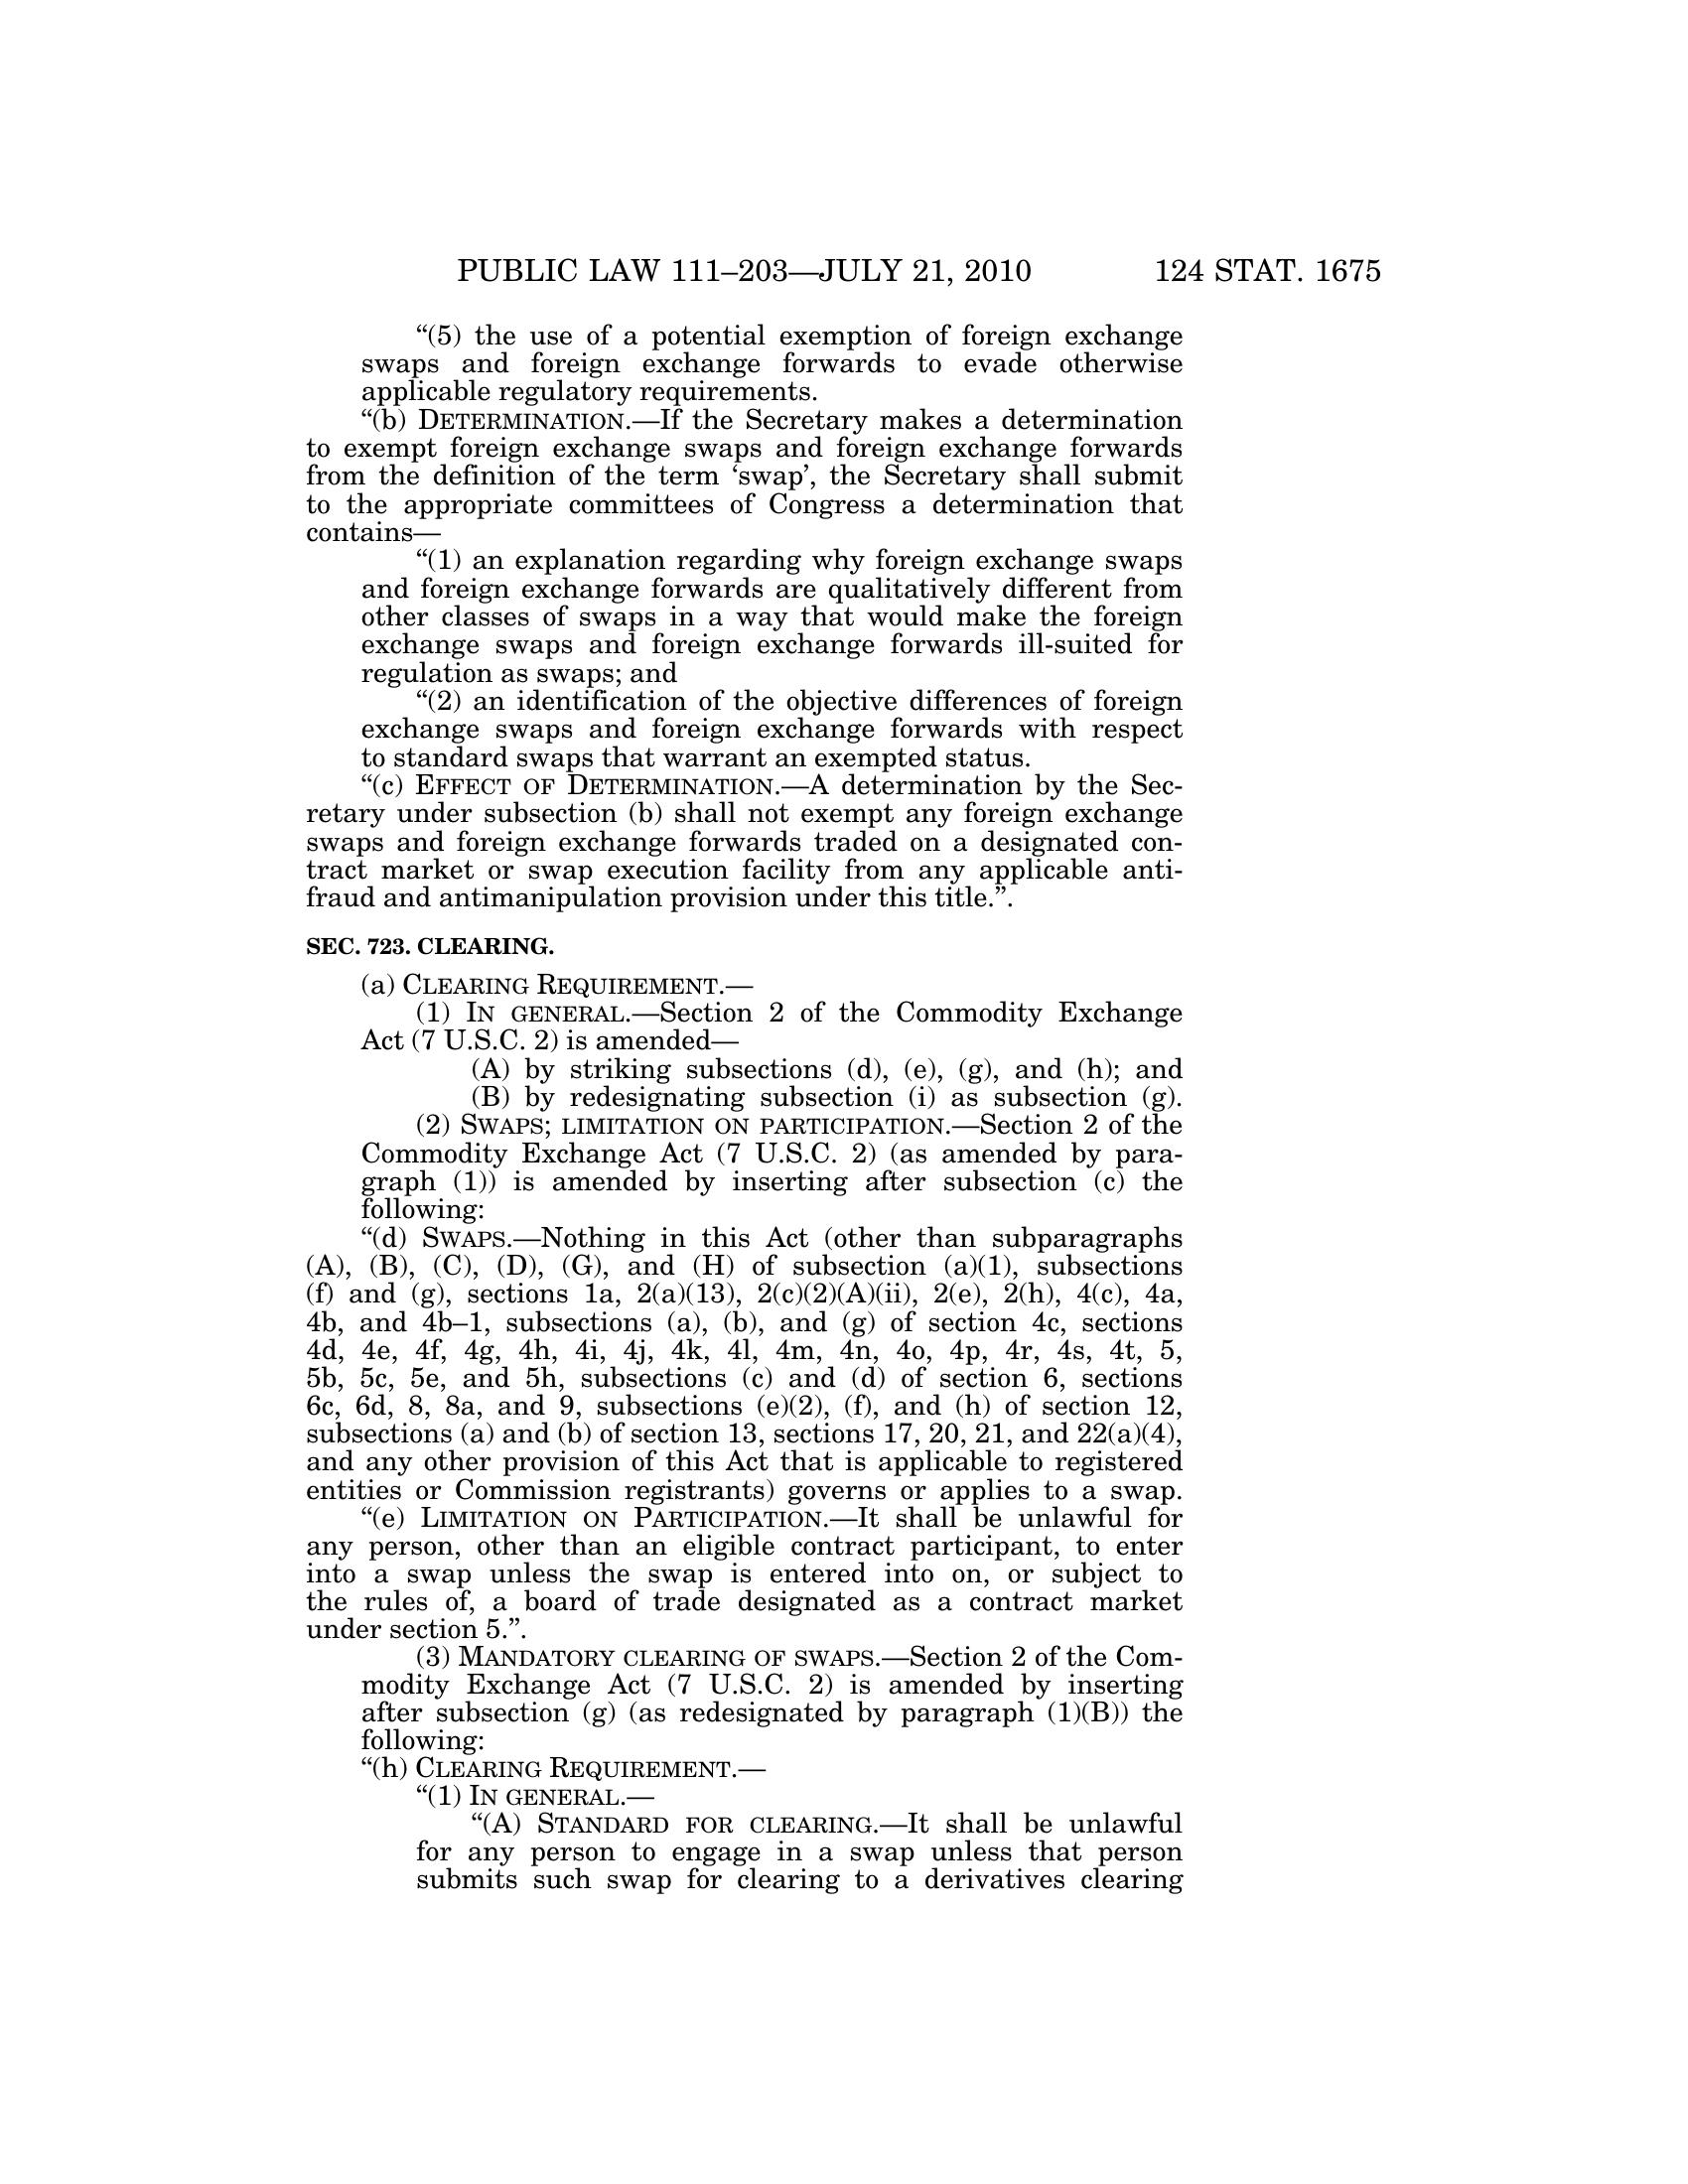 PUBLIC LAW 111–203—JULY 21, 2010 124 STAT. 1675
“(5) the use of a potential exemption of foreign exchange
swaps and foreign exchange forwards to evade otherwise
applicable regulatory requirements.
“(b) DETERMINATION.—If the Secretary makes a determination
to exempt foreign exchange swaps and foreign exchange forwards
from the definition of the term ‘swap’, the Secretary shall submit
to the appropriate committees of Congress a determination that
contains—
“(1) an explanation regarding why foreign exchange swaps
and foreign exchange forwards are qualitatively different from
other classes of swaps in a way that would make the foreign
exchange swaps and foreign exchange forwards ill-suited for
regulation as swaps; and
“(2) an identification of the objective differences of foreign
exchange swaps and foreign exchange forwards with respect
to standard swaps that warrant an exempted status.
“(c) EFFECT OF DETERMINATION.—A determination by the Sec-
retary under subsection (b) shall not exempt any foreign exchange
swaps and foreign exchange forwards traded on a designated con-
tract market or swap execution facility from any applicable anti-
fraud and antimanipulation provision under this title.”.
SEC. 723. CLEARING.
(a) CLEARING REQUIREMENT.—
(1) IN GENERAL.—Section 2 of the Commodity Exchange
Act (7 U.S.C. 2) is amended—
(A) by striking subsections (d), (e), (g), and (h); and
(B) by redesignating subsection (i) as subsection (g).
(2) SWAPS; LIMITATION ON PARTICIPATION.—Section 2 of the
Commodity Exchange Act (7 U.S.C. 2) (as amended by para-
graph (1)) is amended by inserting after subsection (c) the
following:
“(d) SWAPS.—Nothing in this Act (other than subparagraphs
(A), (B), (C), (D), (G), and (H) of subsection (a)(1), subsections
(f) and (g), sections 1a, 2(a)(13), 2(c)(2)(A)(ii), 2(e), 2(h), 4(c), 4a,
4b, and 4b–1, subsections (a), (b), and (g) of section 4c, sections
4d, 4e, 4f, 4g, 4h, 4i, 4j, 4k, 4l, 4m, 4n, 4o, 4p, 4r, 4s, 4t, 5,
5b, 5c, 5e, and 5h, subsections (c) and (d) of section 6, sections
6c, 6d, 8, 8a, and 9, subsections (e)(2), (f), and (h) of section 12,
subsections (a) and (b) of section 13, sections 17, 20, 21, and 22(a)(4),
and any other provision of this Act that is applicable to registered
entities or Commission registrants) governs or applies to a swap.
“(e) LIMITATION ON PARTICIPATION.—It shall be unlawful for
any person, other than an eligible contract participant, to enter
into a swap unless the swap is entered into on, or subject to
the rules of, a board of trade designated as a contract market
under section 5.”.
(3) MANDATORY CLEARING OF SWAPS.—Section 2 of the Com-
modity Exchange Act (7 U.S.C. 2) is amended by inserting
after subsection (g) (as redesignated by paragraph (1)(B)) the
following:
“(h) CLEARING REQUIREMENT.—
“(1) IN GENERAL.—
“(A) STANDARD FOR CLEARING.—It shall be unlawful
for any person to engage in a swap unless that person
submits such swap for clearing to a derivatives clearing